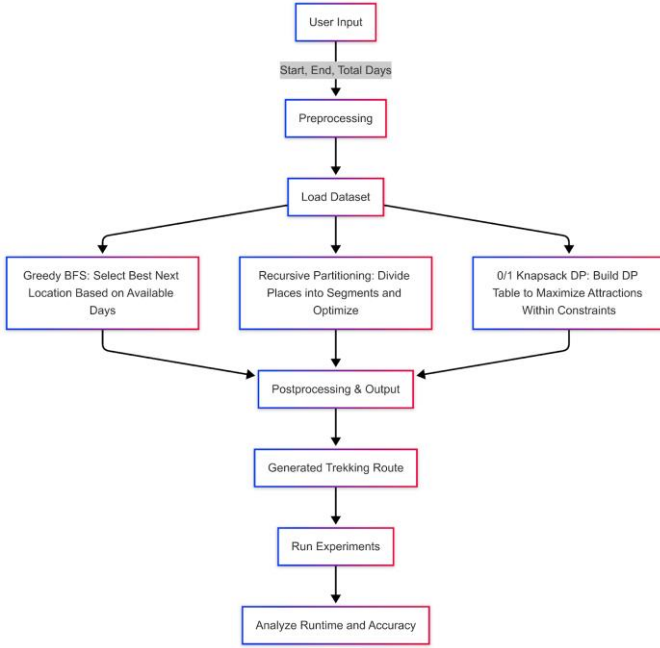 User Input
Start, End, Total Days
Preprocessing
Load Dataset
Greedy BFS: Select Best Next
Location Based on Available
Days
Recursive Partitioning: Divide
Places into Segments and
Optimize
0/1 Knapsack DP: Build DP
Table to Maximize Attractions
Within Constraints
Postprocessing & Output
Generated Trekking Route
Run Experiments
Analyze Runtime and Accuracy